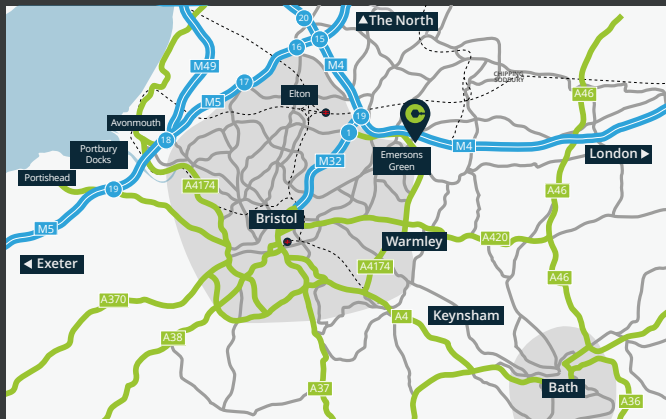 20
▲The North
15
16
M4
M49
17
CHIPPING
SODBURY
M5
Elton
A46
19
Avonmouth
1
18
M4
Portbury
Docks
M32
Emersons
Green
London ▶
Portishead
A4174
19
A46
Bristol
M5
Warmley
A420
◀ Exeter
A4174
A46
A370
A4
Keynsham
A38
A37
Bath
A36